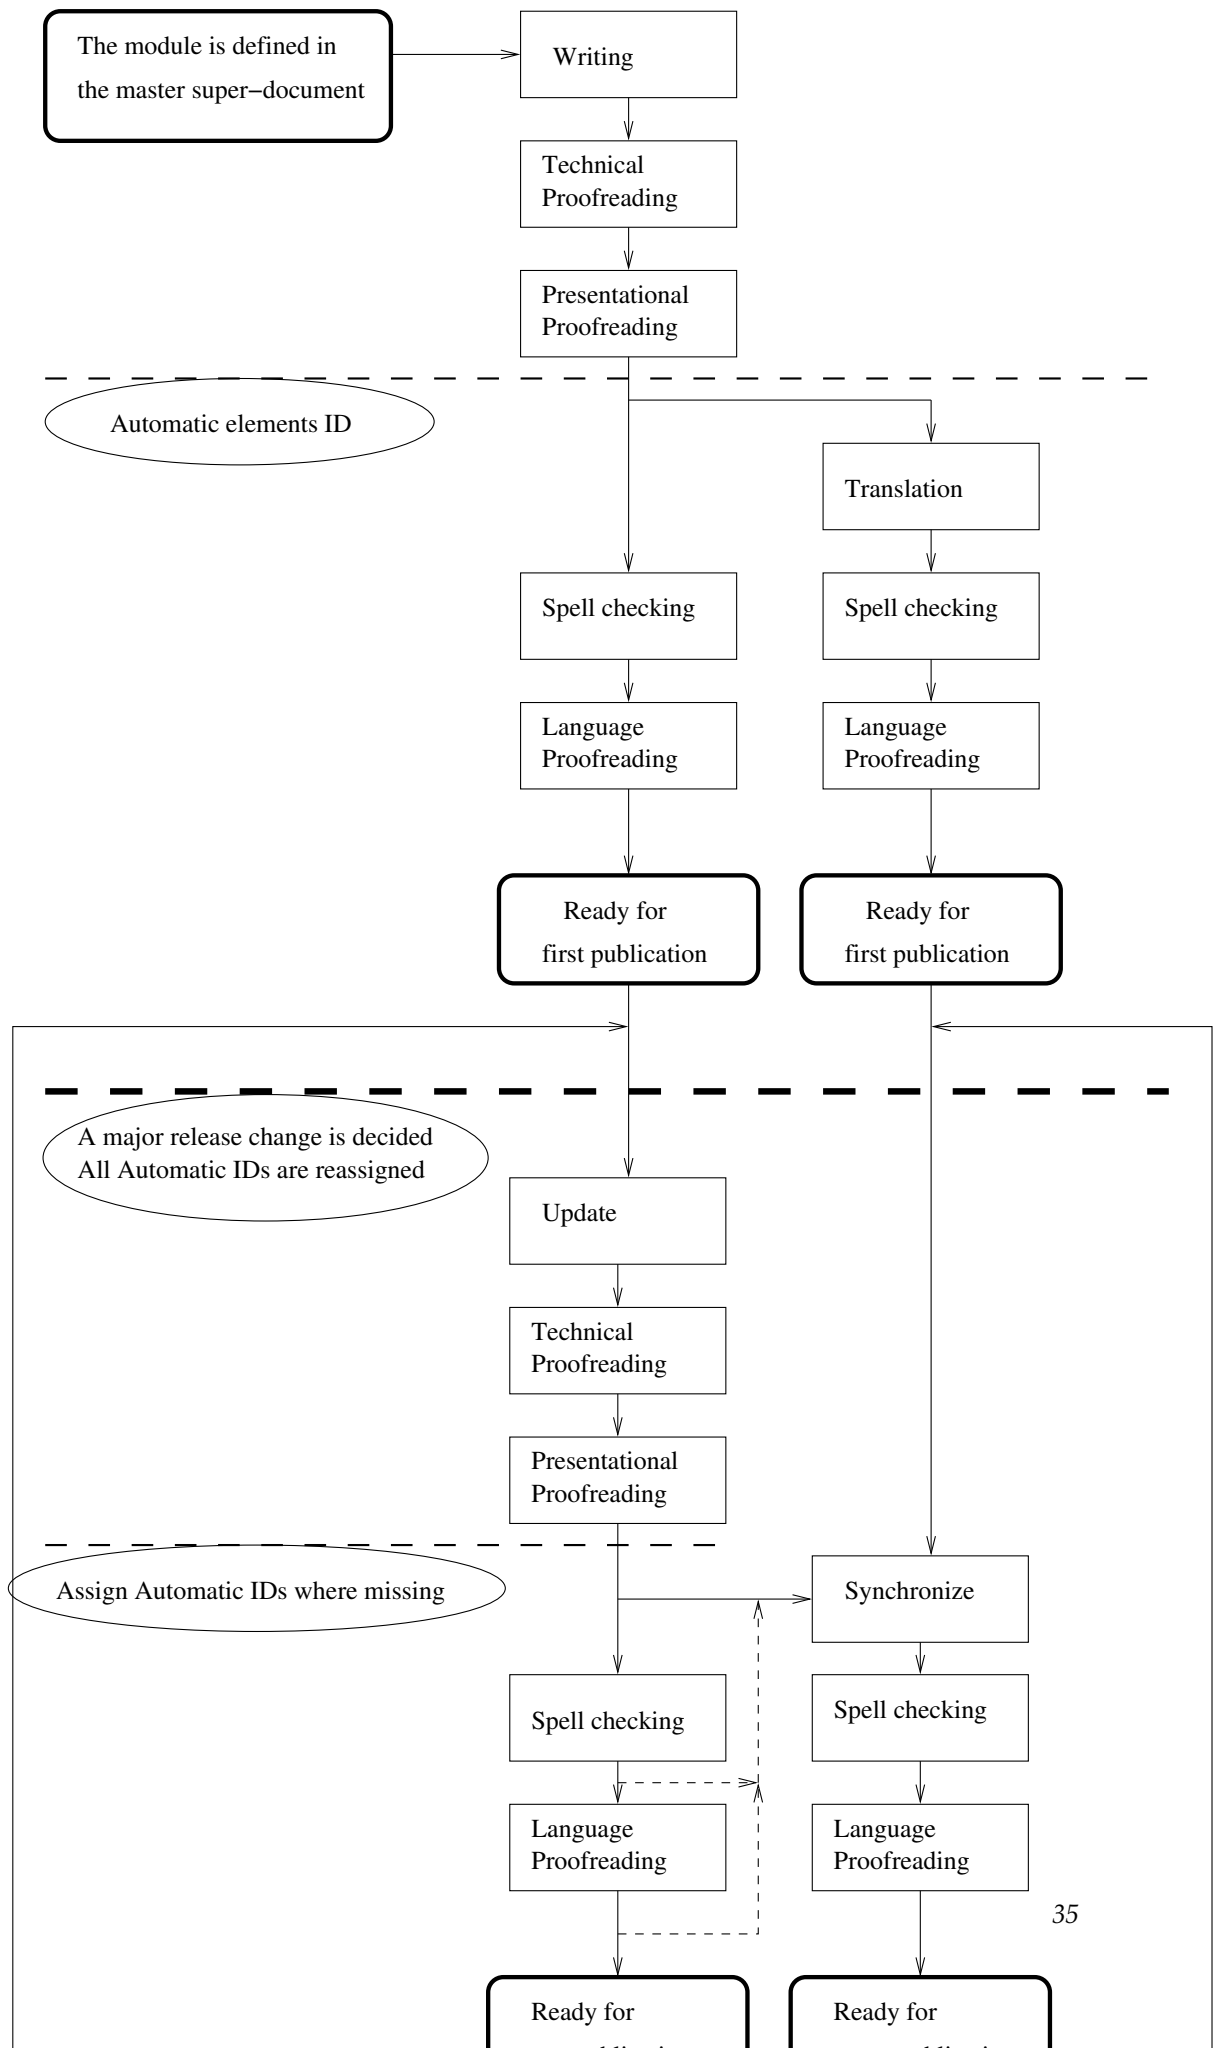 The module is defined in
the master super−document
Writing
Technical
Proofreading
Presentational
Proofreading
Automatic elements ID
Translation
Spell checking
Spell checking
Language
Proofreading
Language
Proofreading
Ready for
first publication
Ready for
first publication
A major release change is decided
All Automatic IDs are reassigned
Update
Technical
Proofreading
Presentational
Proofreading
Assign Automatic IDs where missing
Synchronize
Spell checking
Spell checking
Language
Proofreading
Language
Proofreading
35
Ready for
Ready for